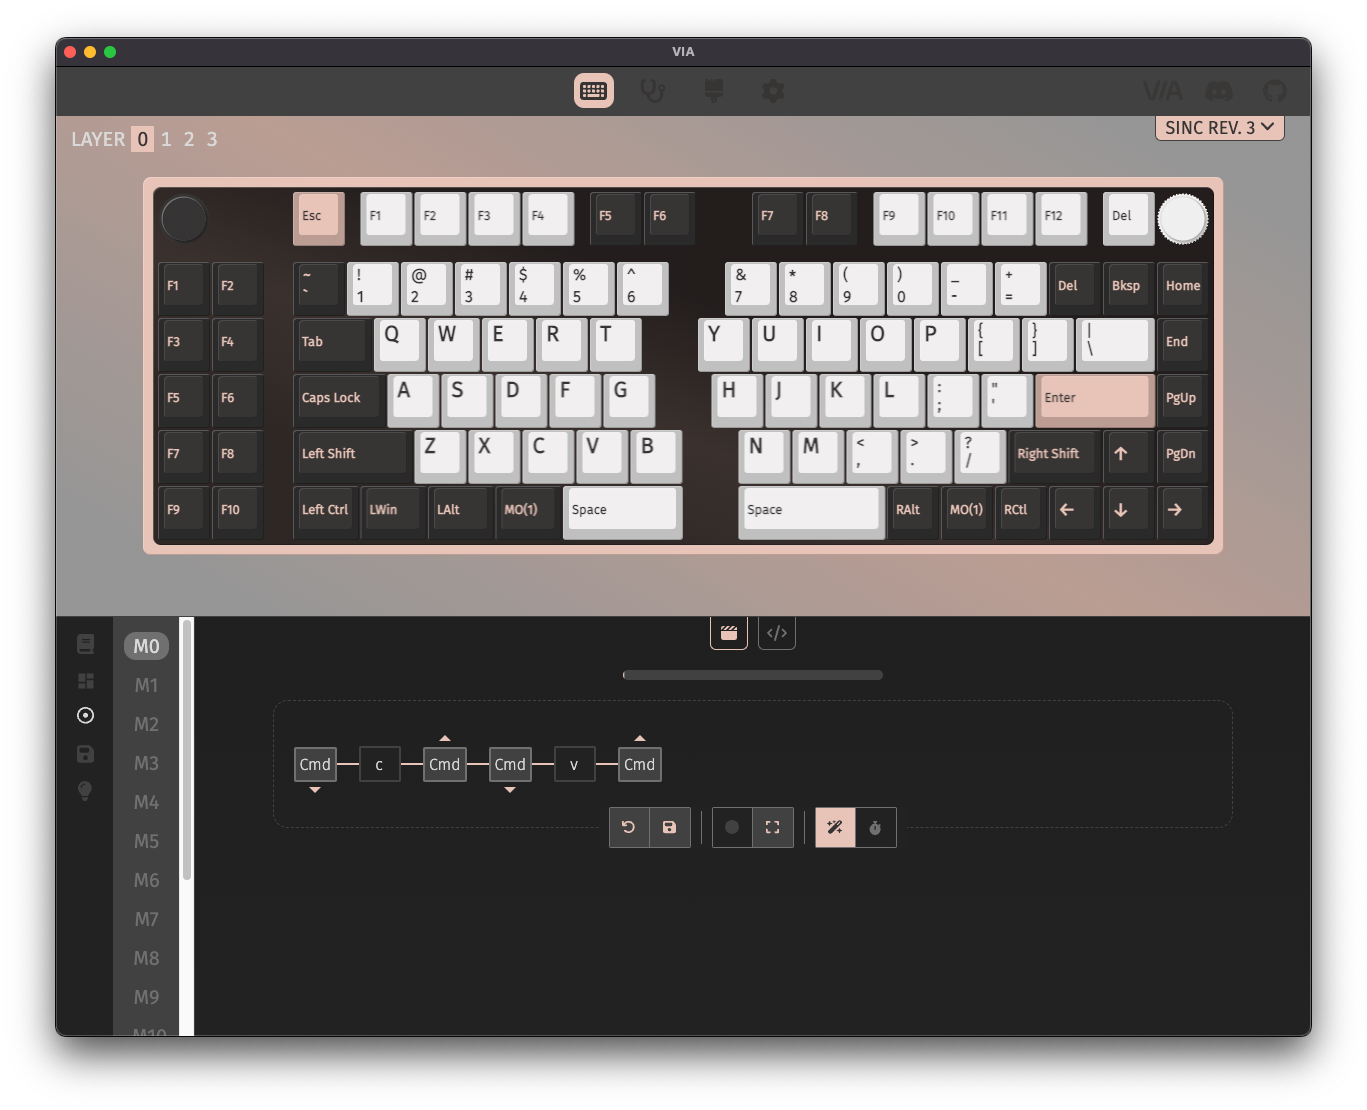 VIA
VIA
LAYER 0 1 2 3
SINC REV. 3
Esc F1 F2 F3 F4 F5 F6 F7 F8 F9 F10 F11 F12 Del
F1 F2 ~ ` ! 1 @ 2 # 3 $ 4 % 5 ^ 6 & 7 * 8 ( 9 ) 0 _ - + = Del Bksp Home
F3 F4 Tab Q W E R T Y U I O P { [ } ] | \ End
F5 F6 Caps Lock A S D F G H J K L : ; " ' Enter PgUp
F7 F8 Left Shift Z X C V B N M < , > . ? / Right Shift ↑ PgDn
F9 F10 Left Ctrl LWin LAlt MO(1) Space Space RAlt MO(1) RCtl ← ↓ →
M0
M1
M2
M3
M4
M5
M6
M7
M8
M9
M10
Cmd c Cmd Cmd v Cmd